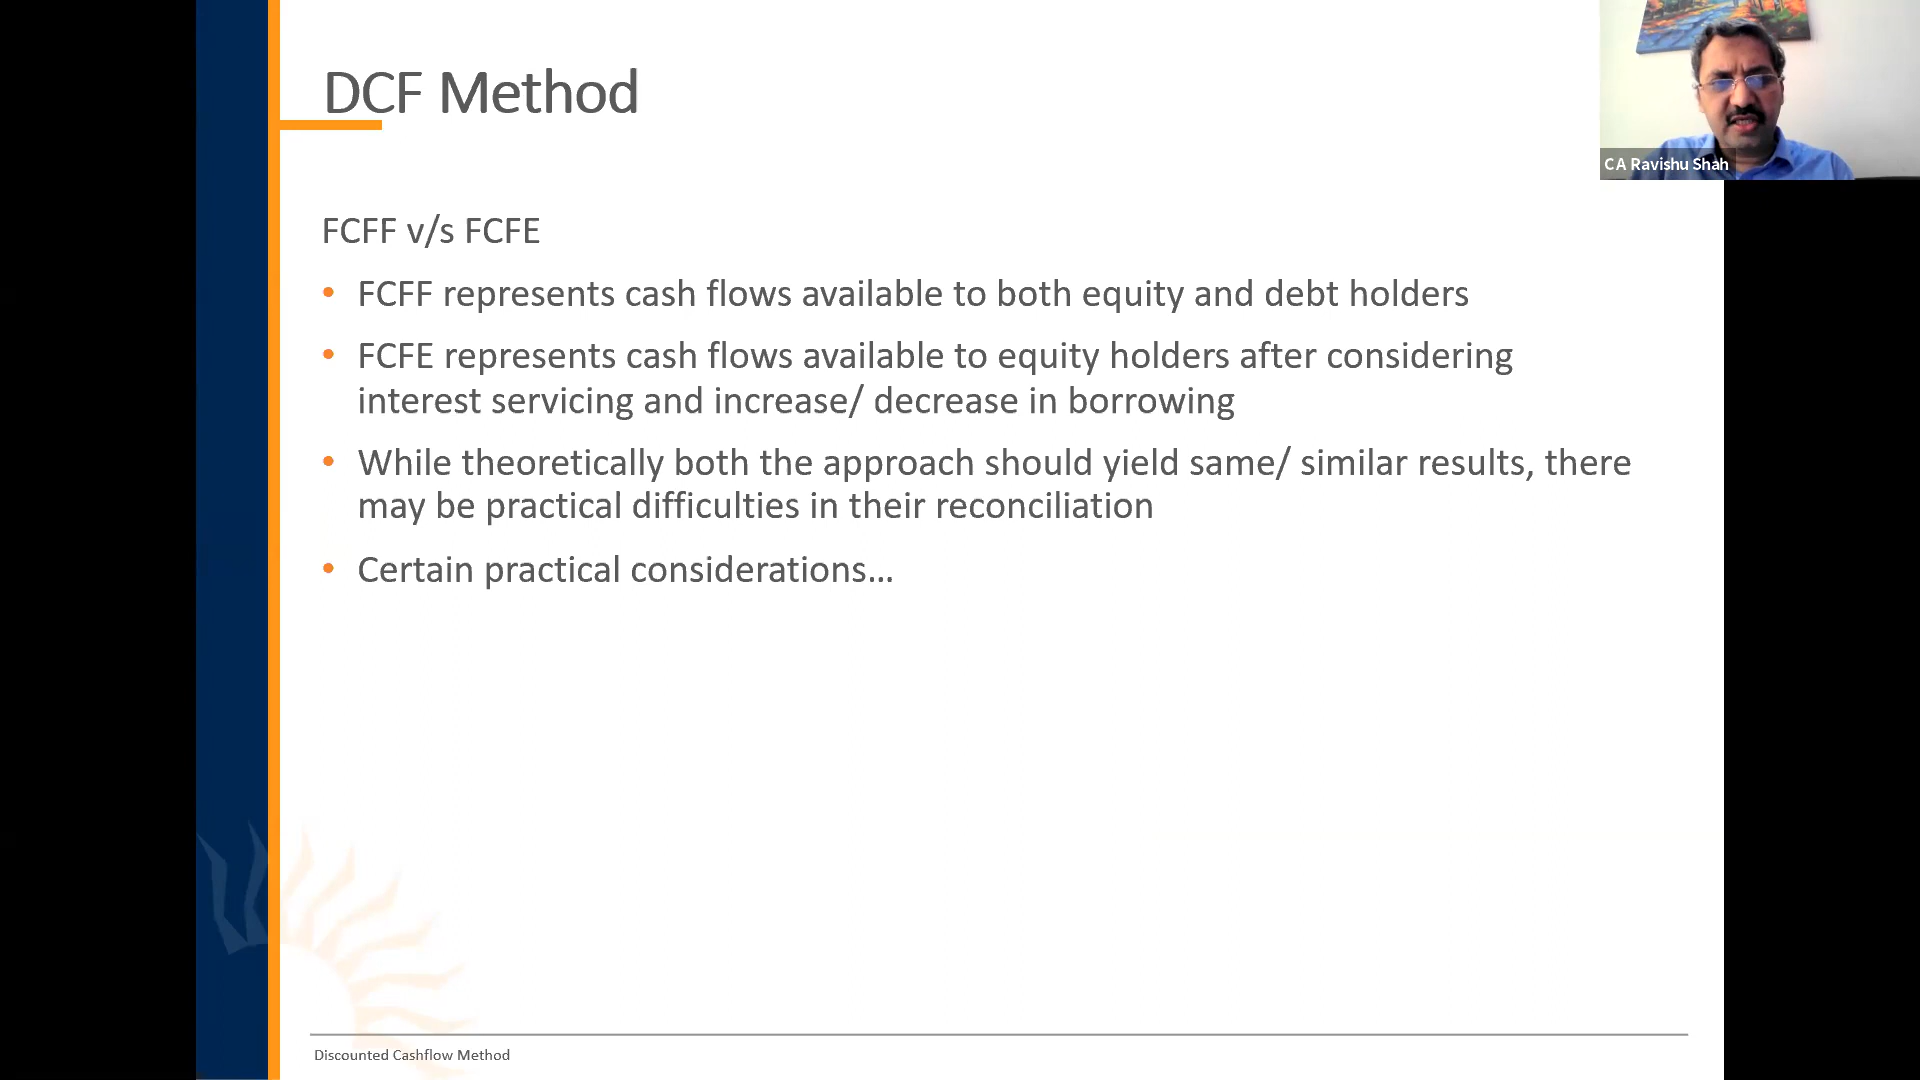 DCF Method
CA Ravishu Shah
FCFF v/s FCFE
• FCFF represents cash flows available to both equity and debt holders
• FCFE represents cash flows available to equity holders after considering
interest servicing and increase/ decrease in borrowing
• While theoretically both the approach should yield same/ similar results, there
may be practical difficulties in their reconciliation
• Certain practical considerations…
Discounted Cashflow Method